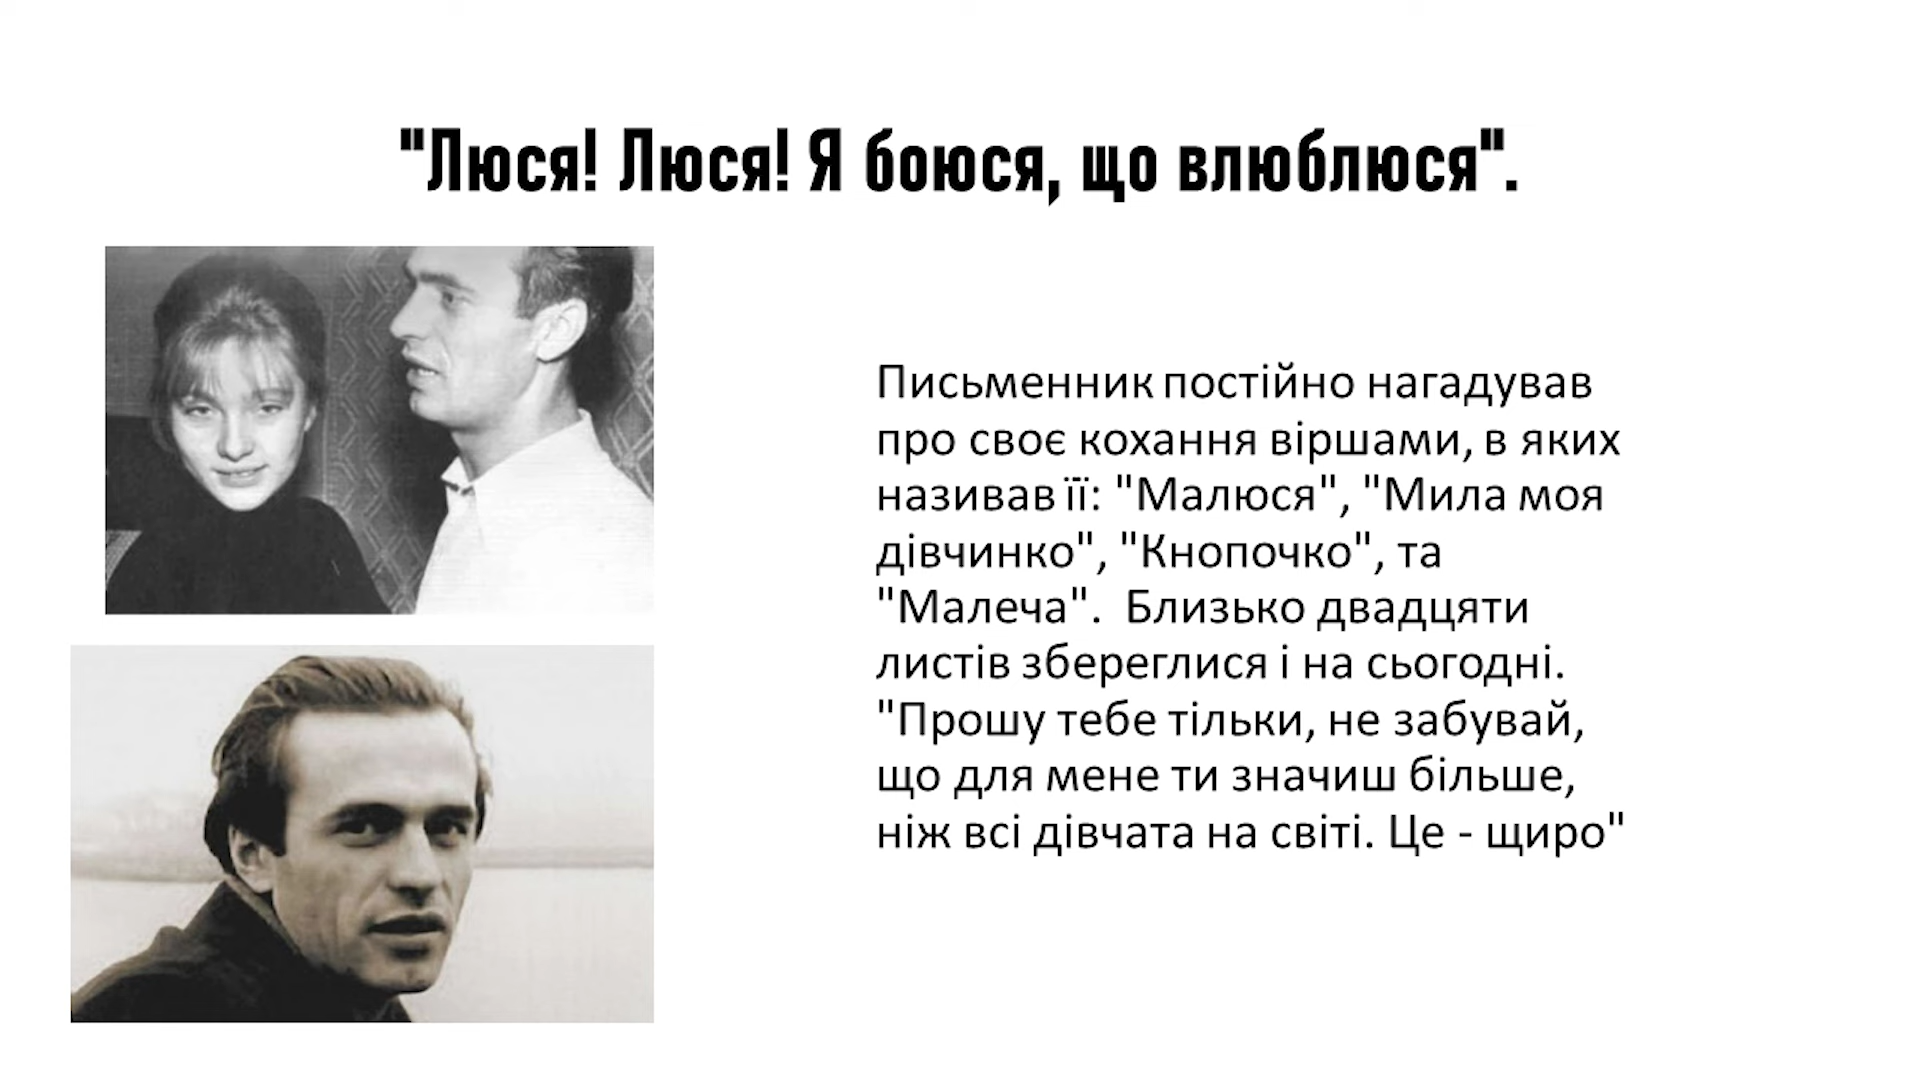 "Люся! Люся! Я боюся, що влюблюся".
Письменник постійно нагадував
про своє кохання віршами, в яких
називав її: "Малюся", "Мила моя
дівчинко", "Кнопочко", та
"Малеча".  Близько двадцяти
листів збереглися і на сьогодні.
"Прошу тебе тільки, не забувай,
що для мене ти значиш більше,
ніж всі дівчата на світі. Це - щиро"